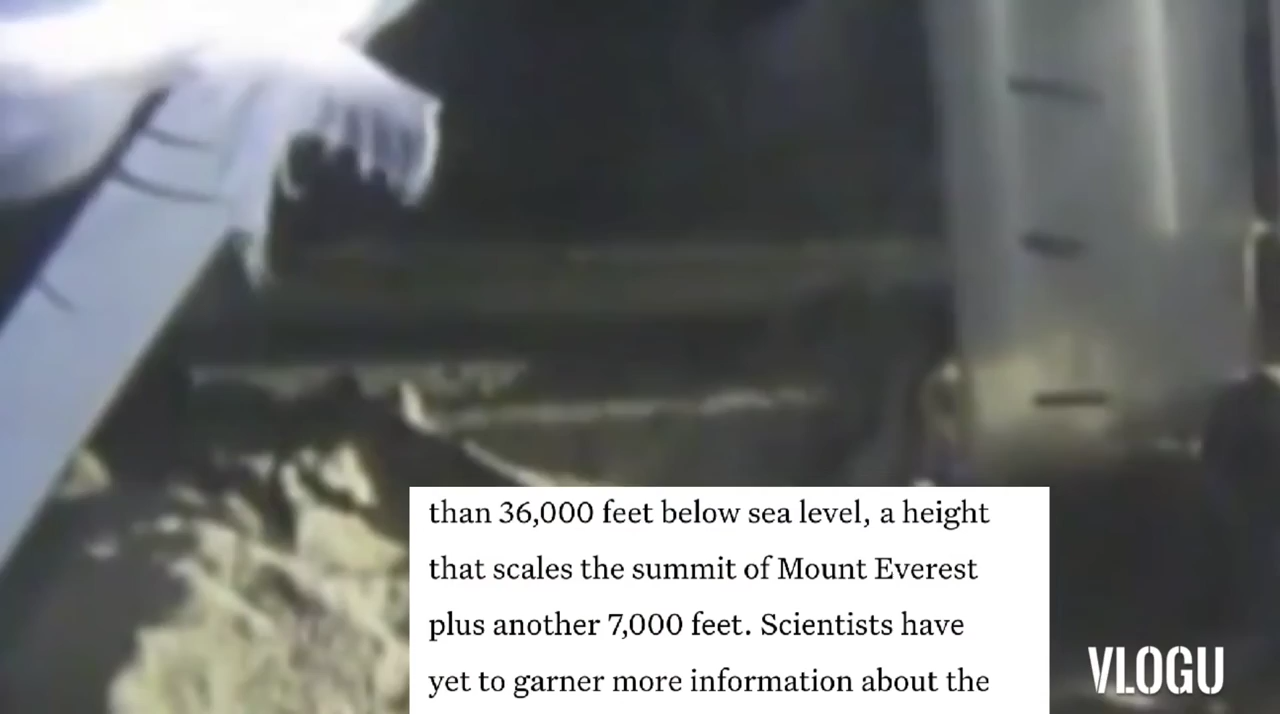 than 36,000 feet below sea level, a height
that scales the summit of Mount Everest
plus another 7,000 feet. Scientists have
yet to garner more information about the
VLOGU